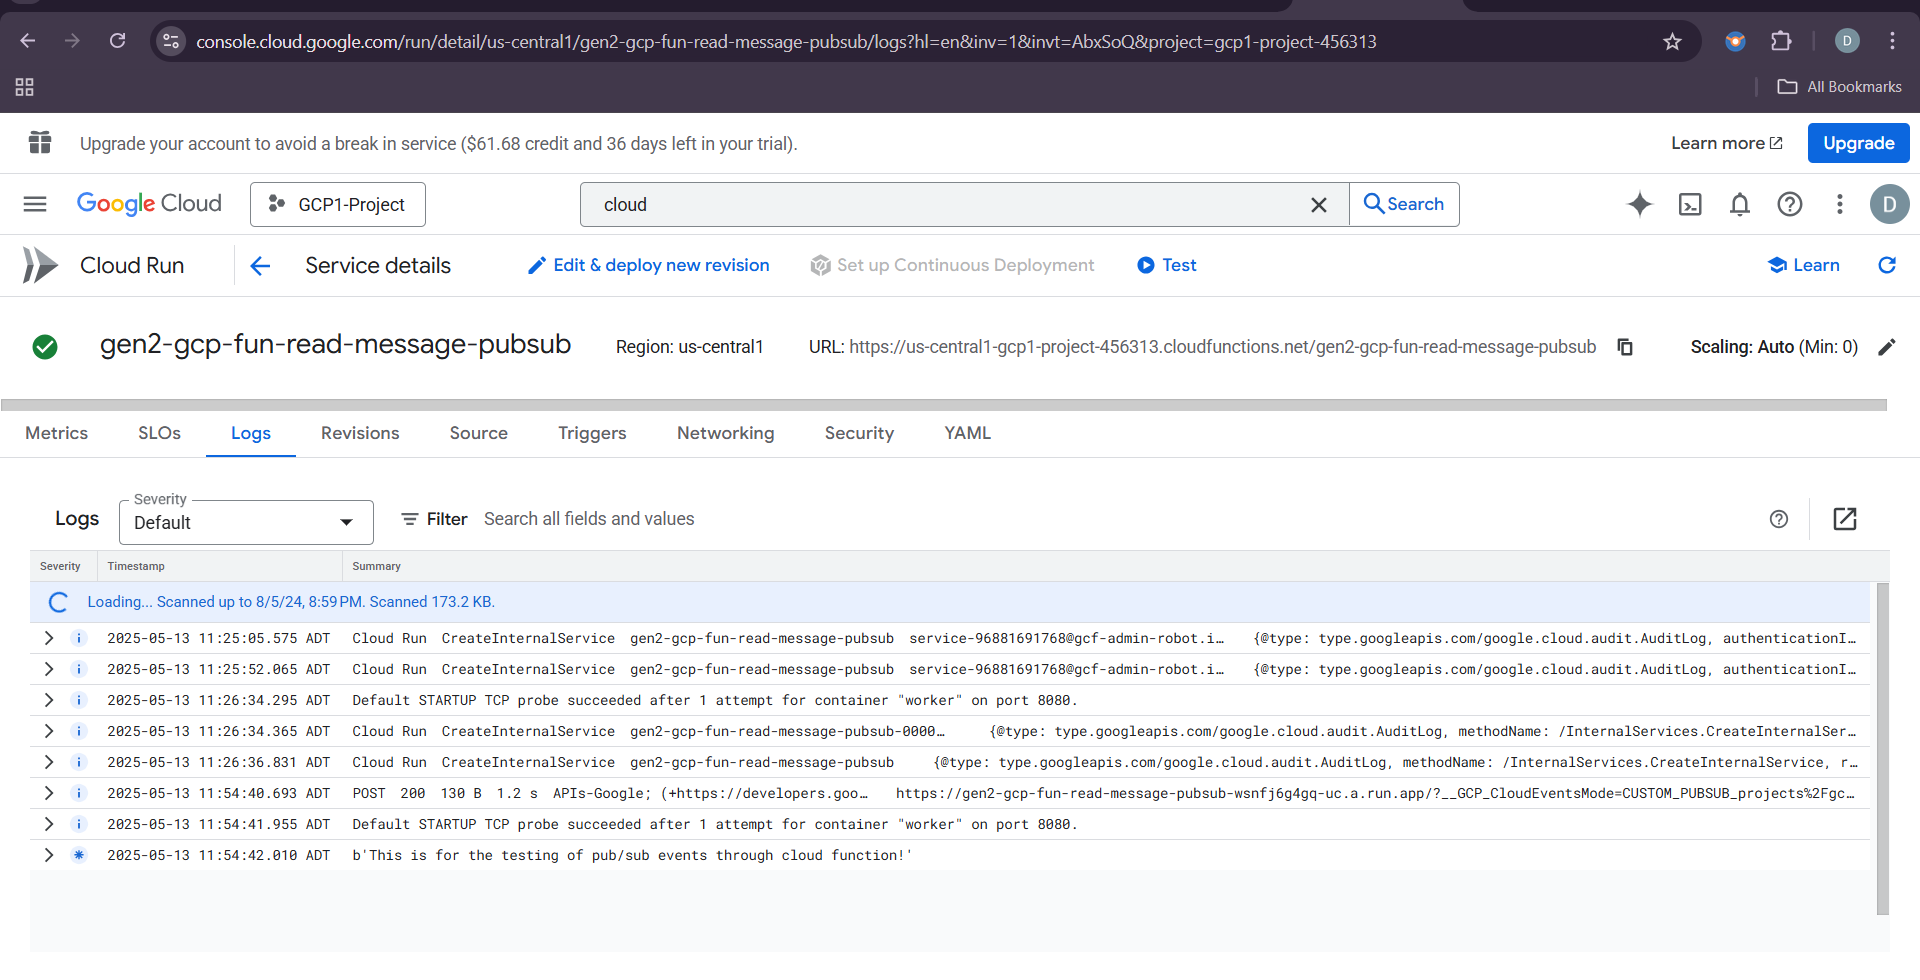 console.cloud.google.com/run/detail/us-central1/gen2-gcp-fun-read-message-pubsub/logs?hl=en&inv=1&invt=AbxSoQ&project=gcp1-project-456313
D
All Bookmarks
Upgrade your account to avoid a break in service ($61.68 credit and 36 days left in your trial).
Learn more
Upgrade
Google Cloud
GCP1-Project
cloud
Search
D
Cloud Run
Service details
Edit & deploy new revision
Set up Continuous Deployment
Test
Learn
gen2-gcp-fun-read-message-pubsub
Region: us-central1
URL: https://us-central1-gcp1-project-456313.cloudfunctions.net/gen2-gcp-fun-read-message-pubsub
Scaling: Auto (Min: 0)
Metrics SLOs Logs Revisions Source Triggers Networking Security YAML
Logs
Severity
Default
Filter
Search all fields and values
Severity Timestamp Summary
Loading... Scanned up to 8/5/24, 8:59 PM. Scanned 173.2 KB.
2025-05-13 11:25:05.575 ADT Cloud Run CreateInternalService gen2-gcp-fun-read-message-pubsub service-96881691768@gcf-admin-robot.i… {@type: type.googleapis.com/google.cloud.audit.AuditLog, authenticationI…
2025-05-13 11:25:52.065 ADT Cloud Run CreateInternalService gen2-gcp-fun-read-message-pubsub service-96881691768@gcf-admin-robot.i… {@type: type.googleapis.com/google.cloud.audit.AuditLog, authenticationI…
2025-05-13 11:26:34.295 ADT Default STARTUP TCP probe succeeded after 1 attempt for container "worker" on port 8080.
2025-05-13 11:26:34.365 ADT Cloud Run CreateInternalService gen2-gcp-fun-read-message-pubsub-0000… {@type: type.googleapis.com/google.cloud.audit.AuditLog, methodName: /InternalServices.CreateInternalSer…
2025-05-13 11:26:36.831 ADT Cloud Run CreateInternalService gen2-gcp-fun-read-message-pubsub {@type: type.googleapis.com/google.cloud.audit.AuditLog, methodName: /InternalServices.CreateInternalService, r…
2025-05-13 11:54:40.693 ADT POST 200 130 B 1.2 s APIs-Google; (+https://developers.goo… https://gen2-gcp-fun-read-message-pubsub-wsnfj6g4gq-uc.a.run.app/?__GCP_CloudEventsMode=CUSTOM_PUBSUB_projects%2Fgc…
2025-05-13 11:54:41.955 ADT Default STARTUP TCP probe succeeded after 1 attempt for container "worker" on port 8080.
2025-05-13 11:54:42.010 ADT b'This is for the testing of pub/sub events through cloud function!'